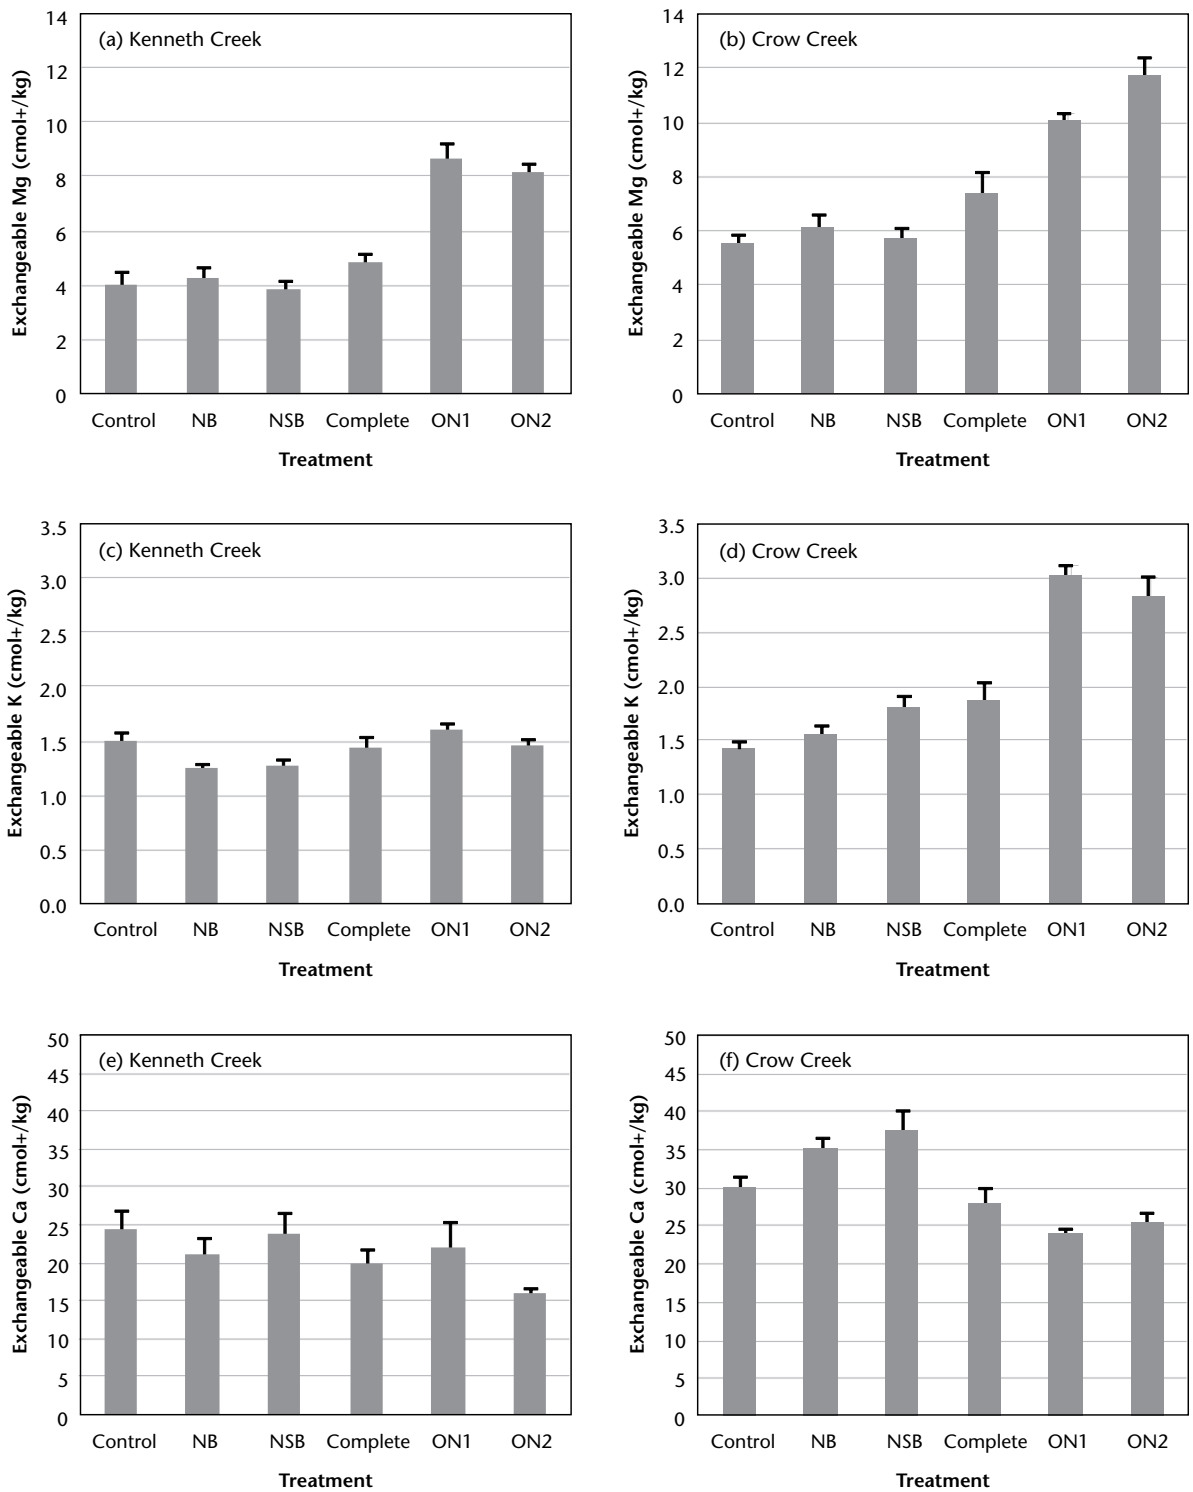 (a) Kenneth Creek
Exchangeable Mg (cmol+/kg)
14
12
10
8
6
4
2
0
Control NB NSB Complete ON1 ON2
Treatment
(b) Crow Creek
Exchangeable Mg (cmol+/kg)
14
12
10
8
6
4
2
0
Control NB NSB Complete ON1 ON2
Treatment
(c) Kenneth Creek
Exchangeable K (cmol+/kg)
3.5
3.0
2.5
2.0
1.5
1.0
0.5
0.0
Control NB NSB Complete ON1 ON2
Treatment
(d) Crow Creek
Exchangeable K (cmol+/kg)
3.5
3.0
2.5
2.0
1.5
1.0
0.5
0.0
Control NB NSB Complete ON1 ON2
Treatment
(e) Kenneth Creek
Exchangeable Ca (cmol+/kg)
50
45
40
35
30
25
20
15
10
5
0
Control NB NSB Complete ON1 ON2
Treatment
(f) Crow Creek
Exchangeable Ca (cmol+/kg)
50
45
40
35
30
25
20
15
10
5
0
Control NB NSB Complete ON1 ON2
Treatment